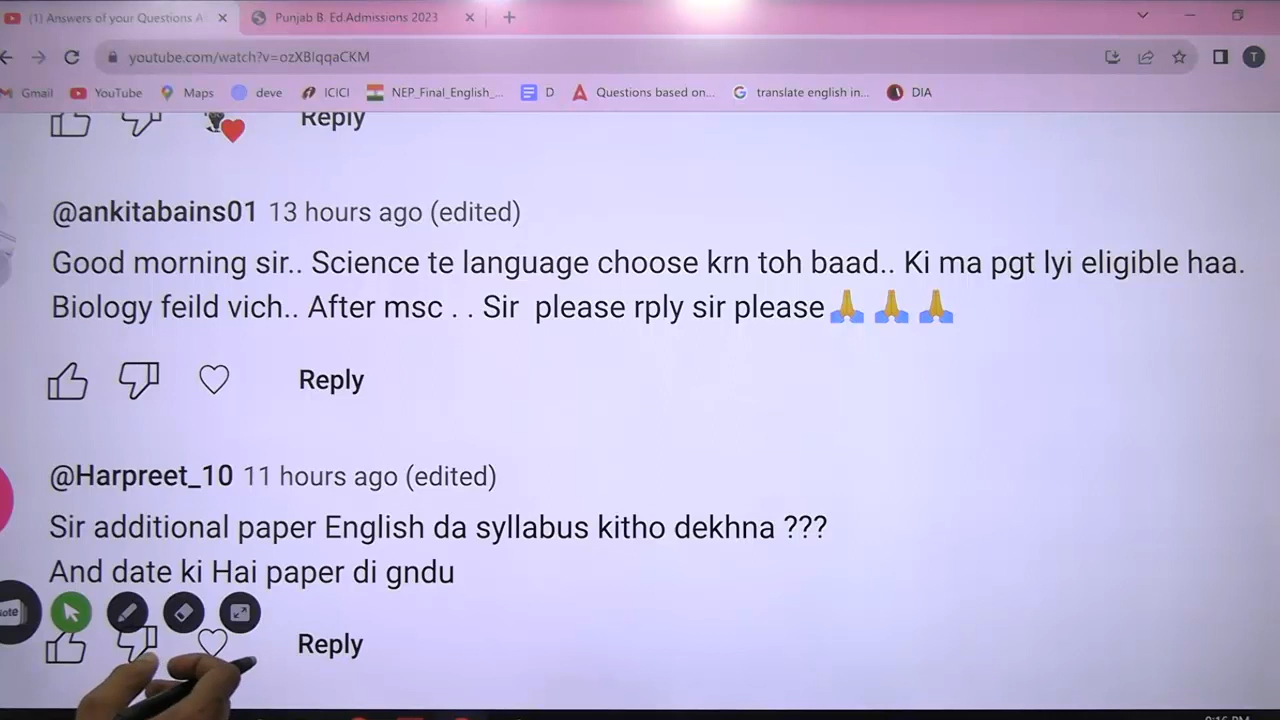 (1) Answers of your Questions A
Punjab B. Ed.Admissions 2023
youtube.com/watch?v=ozXBlqqaCKM
Gmail YouTube Maps deve ICICI NEP_Final_English_... D Questions based on... translate english in... DIA
T
Reply
@ankitabains01 13 hours ago (edited)
Good morning sir.. Science te language choose krn toh baad.. Ki ma pgt lyi eligible haa.
Biology feild vich.. After msc . . Sir please rply sir please
Reply
@Harpreet_10 11 hours ago (edited)
Sir additional paper English da syllabus kitho dekhna ???
And date ki Hai paper di gndu
Reply